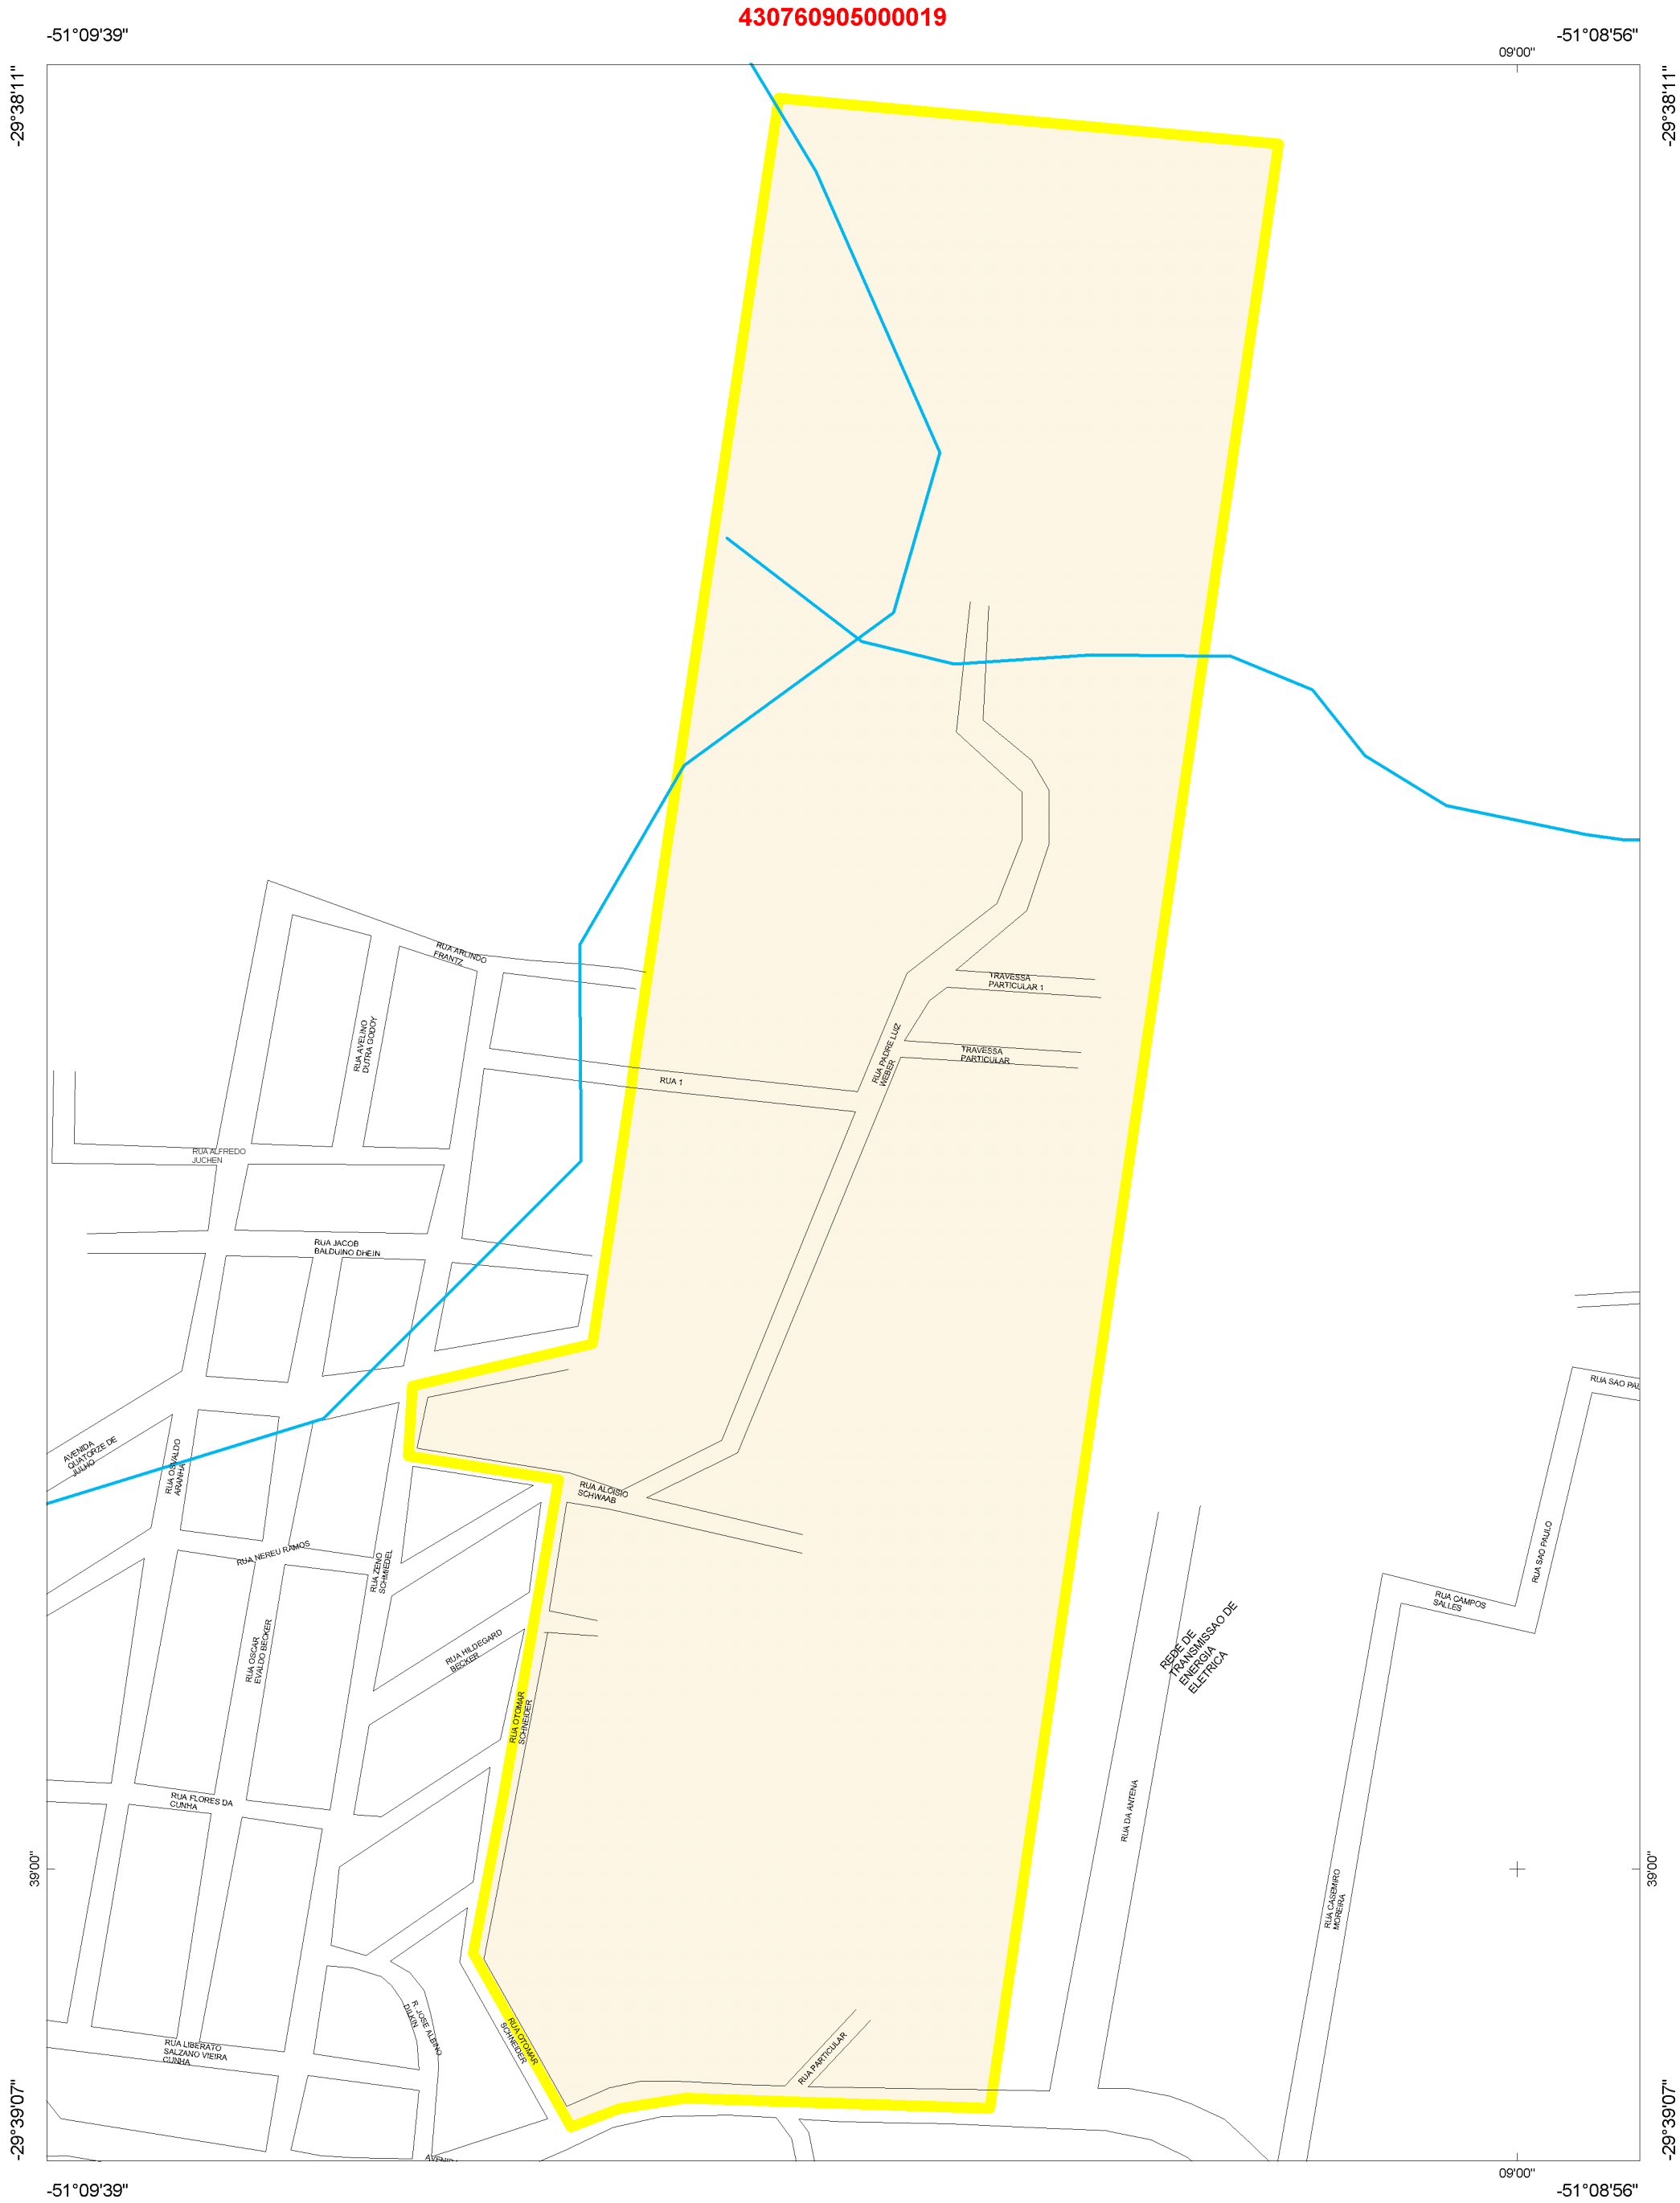 430760905000019
-51°09'39"
-51°08'56"
09'00"
-29°38'11"
-29°38'11"
RUA ARLINDO
FRANTZ
TRAVESSA
PARTICULAR 1
RUA AVELINO
DUTRA GODOY
RUA PADRE LUIZ
WEBER
TRAVESSA
PARTICULAR
RUA 1
RUA ALFREDO
JUCHEN
RUA JACOB
BALDUINO DHEIN
RUA SAO PAU
AVENIDA
QUATORZE DE
JULHO
RUA OSVALDO
ARANHA
RUA ALOISIO
SCHWAAB
RUA NEREU RAMOS
RUA ZENO
SCHMIEDEL
RUA SAO PAULO
RUA CAMPOS
SALLES
REDE DE
TRANSMISSAO DE
ENERGIA
ELETRICA
RUA OSCAR
EVALDO BECKER
RUA HILDEGARD
BECKER
RUA OTOMAR
SCHNEIDER
RUA FLORES DA
CUNHA
RUA DA ANTENA
39'00"
39'00"
RUA CASEMIRO
MOREIRA
R. JOSE ALBINO
DILKIN
RUA OTOMAR
SCHNEIDER
RUA PARTICULAR
RUA LIBERATO
SALZANO VIEIRA
CUNHA
-29°39'07"
-29°39'07"
09'00"
-51°09'39"
-51°08'56"